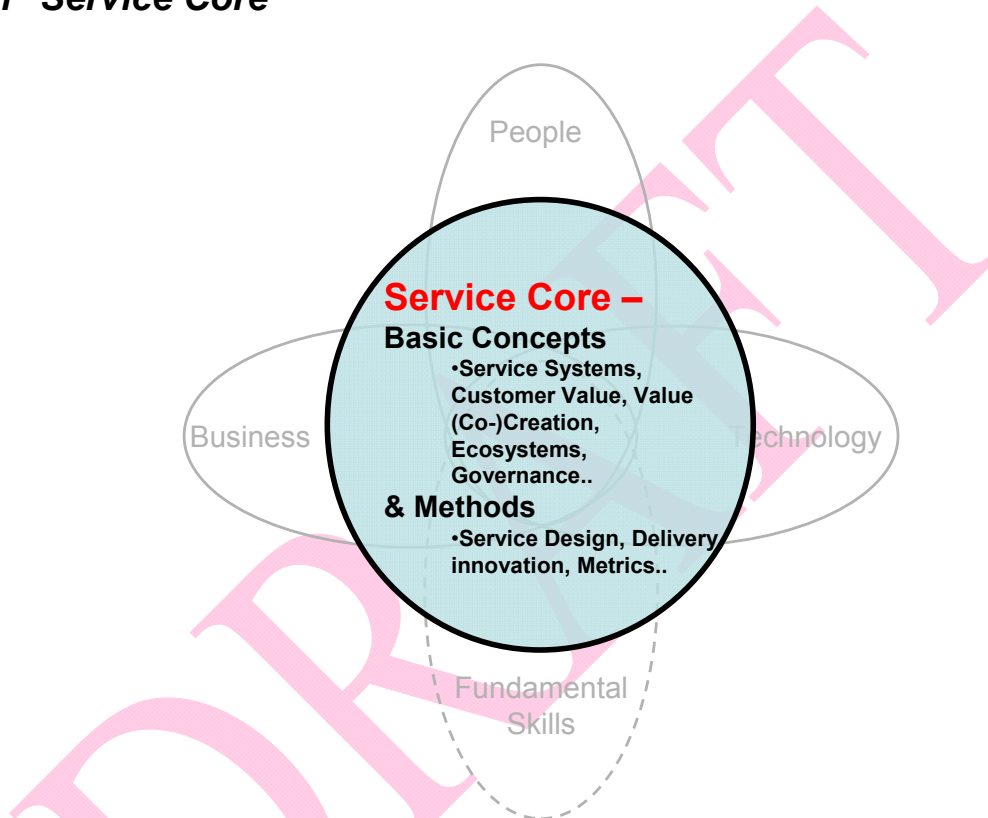 Service Core
People
Service Core –
Basic Concepts
•Service Systems,
Customer Value, Value
(Co-)Creation,
Ecosystems,
Governance..
& Methods
•Service Design, Delivery
innovation, Metrics..
Business
Technology
Fundamental
Skills
DRAFT